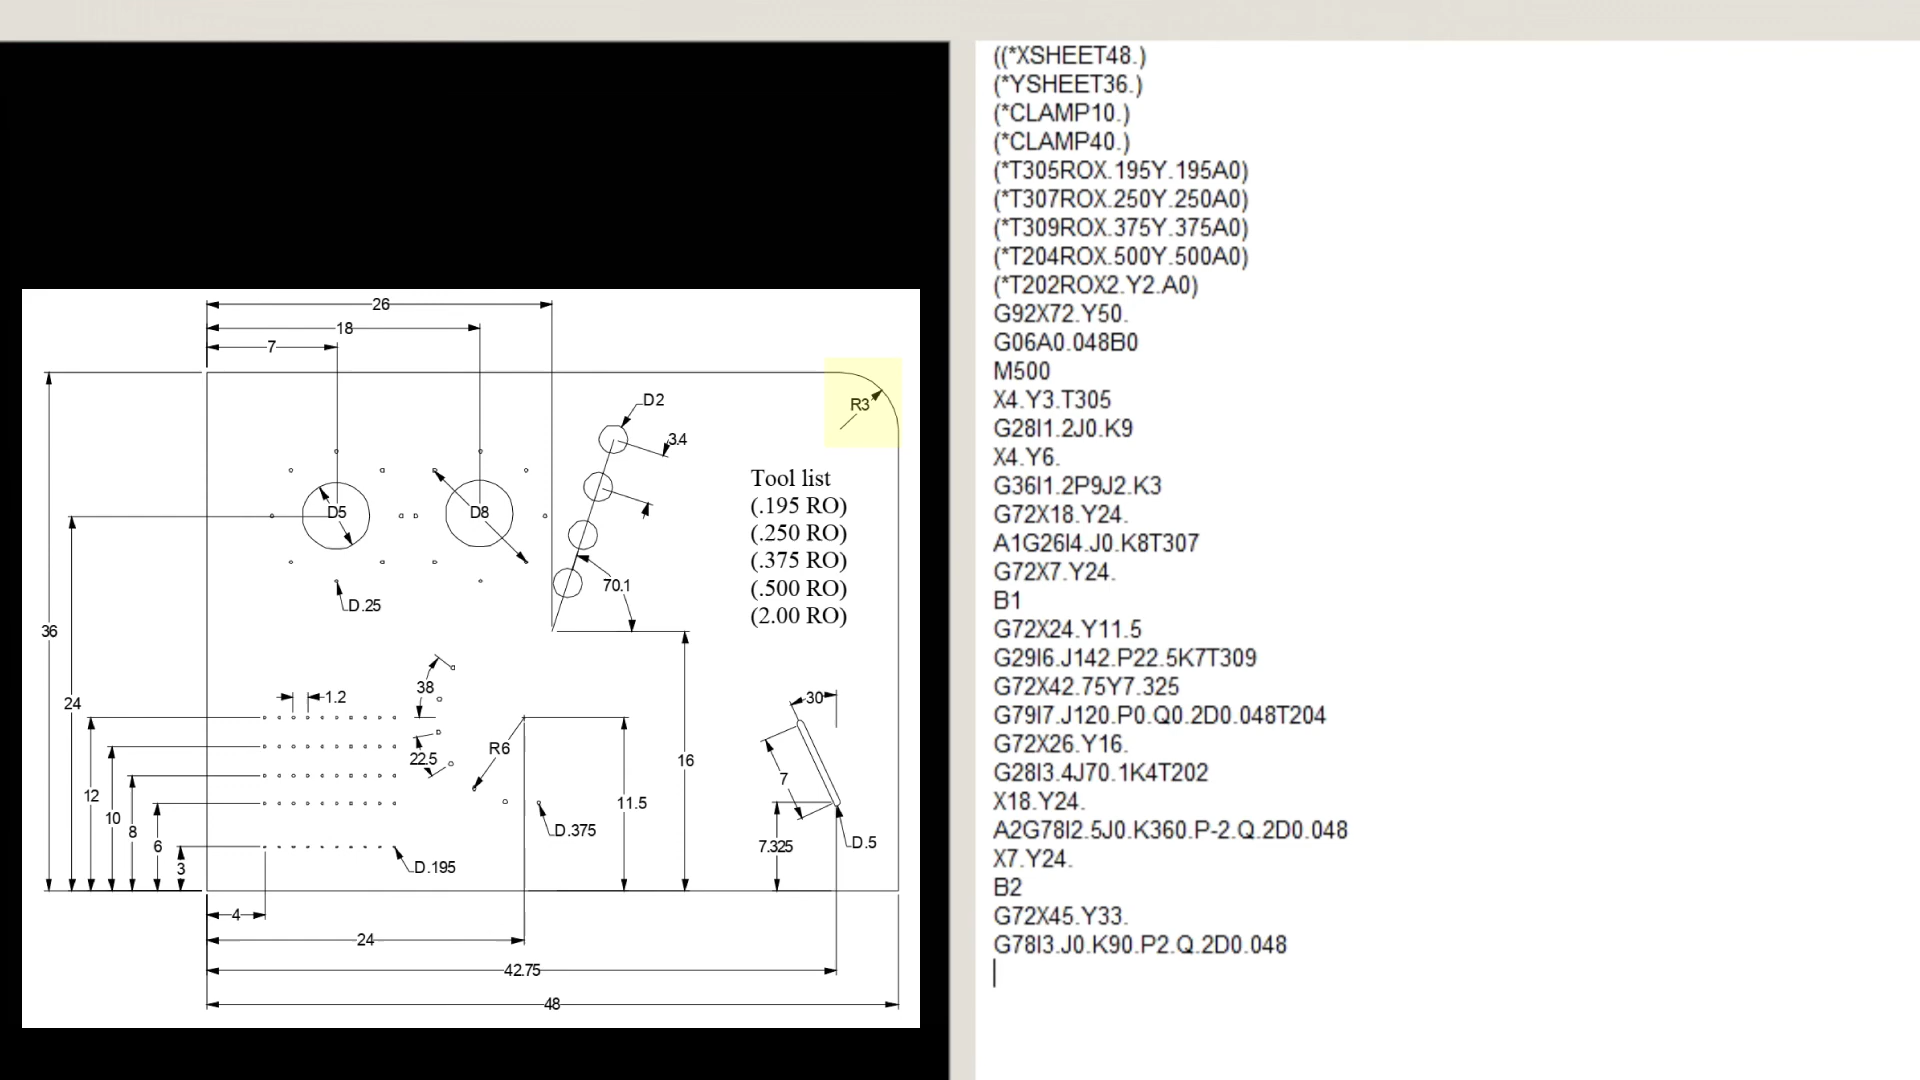 26
18
7
R3
D2
3.4
Tool list
(.195 RO)
(.250 RO)
(.375 RO)
(.500 RO)
(2.00 RO)
D5
D8
70.1
D.25
36
24
38
1.2
30
R6
22.5
16
7
12
10
8
6
3
11.5
D.375
7.325
D.5
D.195
4
24
42.75
48
((*XSHEET48.)
(*YSHEET36.)
(*CLAMP10.)
(*CLAMP40.)
(*T305ROX.195Y.195A0)
(*T307ROX.250Y.250A0)
(*T309ROX.375Y.375A0)
(*T204ROX.500Y.500A0)
(*T202ROX2.Y2.A0)
G92X72.Y50.
G06A0.048B0
M500
X4.Y3.T305
G28I1.2J0.K9
X4.Y6.
G36I1.2P9J2.K3
G72X18.Y24.
A1G26I4.J0.K8T307
G72X7.Y24.
B1
G72X24.Y11.5
G29I6.J142.P22.5K7T309
G72X42.75Y7.325
G79I7.J120.P0.Q0.2D0.048T204
G72X26.Y16.
G28I3.4J70.1K4T202
X18.Y24.
A2G78I2.5J0.K360.P-2.Q.2D0.048
X7.Y24.
B2
G72X45.Y33.
G78I3.J0.K90.P2.Q.2D0.048